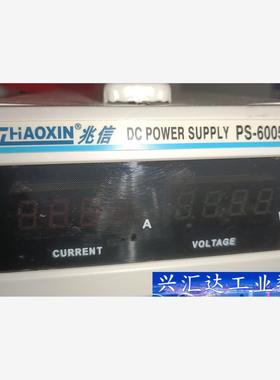 ZHAOXIN 兆信 DC POWER SUPPLY PS-6005
A
CURRENT VOLTAGE
兴汇达工业